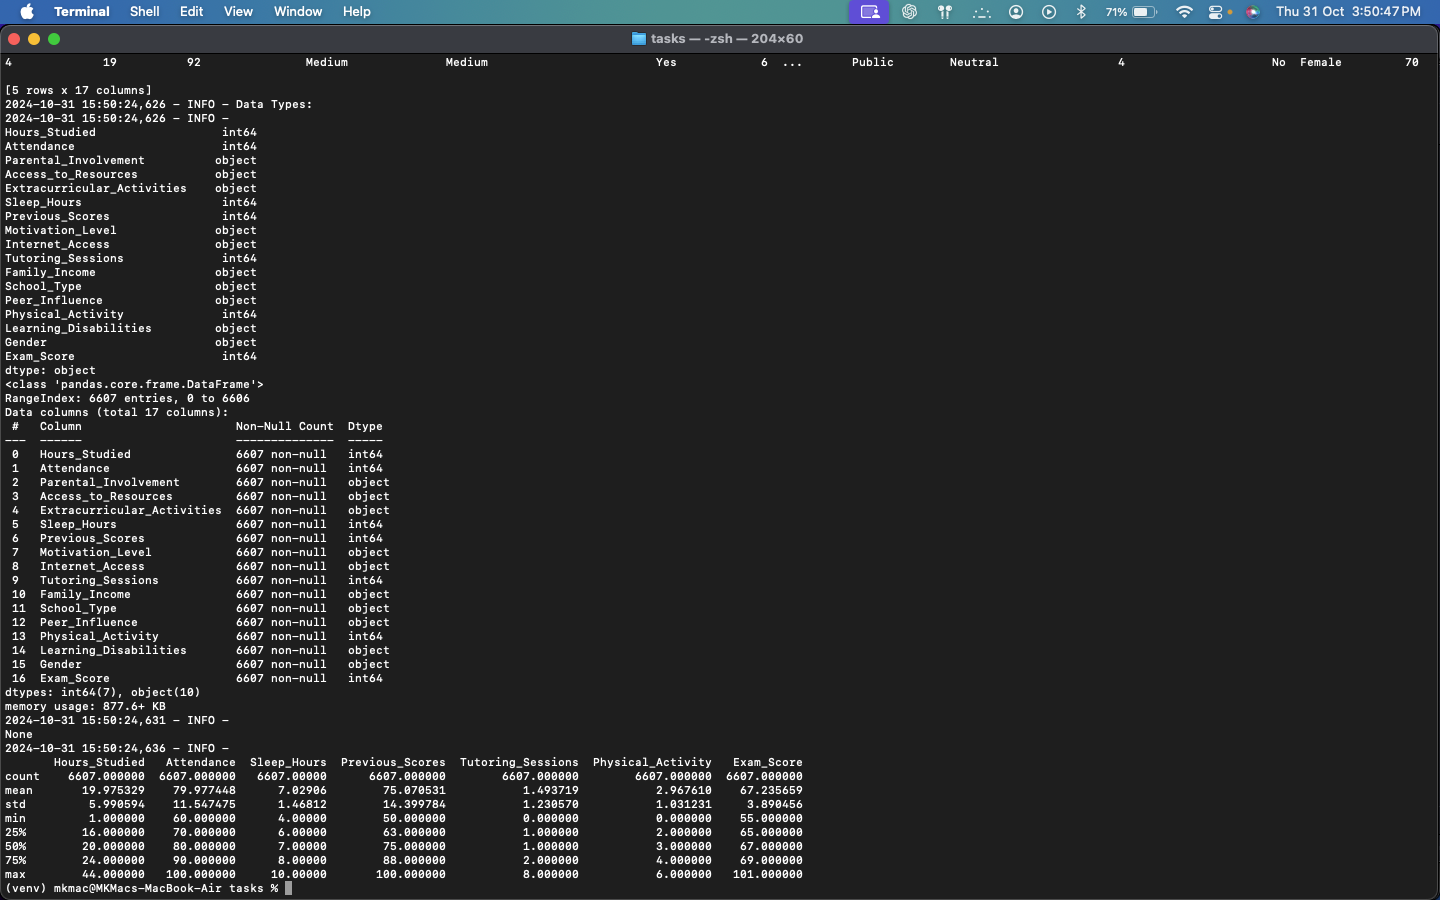 Terminal Shell Edit View Window Help 71% Thu 31 Oct 3:50:47 PM
tasks — -zsh — 204×60
4 19 92 Medium Medium Yes 6 ... Public Neutral 4 No Female 70
[5 rows x 17 columns]
2024-10-31 15:50:24,626 - INFO - Data Types:
2024-10-31 15:50:24,626 - INFO -
Hours_Studied int64
Attendance int64
Parental_Involvement object
Access_to_Resources object
Extracurricular_Activities object
Sleep_Hours int64
Previous_Scores int64
Motivation_Level object
Internet_Access object
Tutoring_Sessions int64
Family_Income object
School_Type object
Peer_Influence object
Physical_Activity int64
Learning_Disabilities object
Gender object
Exam_Score int64
dtype: object
<class 'pandas.core.frame.DataFrame'>
RangeIndex: 6607 entries, 0 to 6606
Data columns (total 17 columns):
# Column Non-Null Count Dtype
--- ------ -------------- -----
0 Hours_Studied 6607 non-null int64
1 Attendance 6607 non-null int64
2 Parental_Involvement 6607 non-null object
3 Access_to_Resources 6607 non-null object
4 Extracurricular_Activities 6607 non-null object
5 Sleep_Hours 6607 non-null int64
6 Previous_Scores 6607 non-null int64
7 Motivation_Level 6607 non-null object
8 Internet_Access 6607 non-null object
9 Tutoring_Sessions 6607 non-null int64
10 Family_Income 6607 non-null object
11 School_Type 6607 non-null object
12 Peer_Influence 6607 non-null object
13 Physical_Activity 6607 non-null int64
14 Learning_Disabilities 6607 non-null object
15 Gender 6607 non-null object
16 Exam_Score 6607 non-null int64
dtypes: int64(7), object(10)
memory usage: 877.6+ KB
2024-10-31 15:50:24,631 - INFO -
None
2024-10-31 15:50:24,636 - INFO -
Hours_Studied Attendance Sleep_Hours Previous_Scores Tutoring_Sessions Physical_Activity Exam_Score
count 6607.000000 6607.000000 6607.00000 6607.000000 6607.000000 6607.000000 6607.000000
mean 19.975329 79.977448 7.02906 75.070531 1.493719 2.967610 67.235659
std 5.990594 11.547475 1.46812 14.399784 1.230570 1.031231 3.890456
min 1.000000 60.000000 4.00000 50.000000 0.000000 0.000000 55.000000
25% 16.000000 70.000000 6.00000 63.000000 1.000000 2.000000 65.000000
50% 20.000000 80.000000 7.00000 75.000000 1.000000 3.000000 67.000000
75% 24.000000 90.000000 8.00000 88.000000 2.000000 4.000000 69.000000
max 44.000000 100.000000 10.00000 100.000000 8.000000 6.000000 101.000000
(venv) mkmac@MKMacs-MacBook-Air tasks %